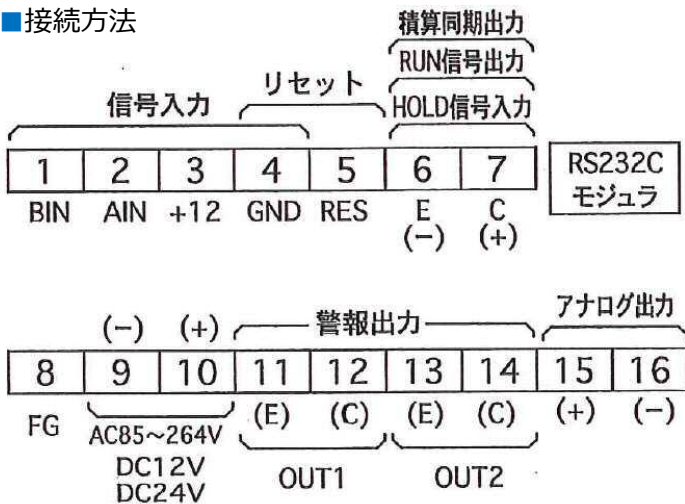 ■接続方法
積算同期出力
RUN信号出力
リセット
信号入力
HOLD信号入力
1 2 3 4 5 6 7
RS232C
モジュラ
BIN AIN +12 GND RES E C
(−) (+)
アナログ出力
(−) (+) 警報出力
8 9 10 11 12 13 14 15 16
FG AC85~264V (E) (C) (E) (C) (+) (−)
DC12V
DC24V
OUT1 OUT2